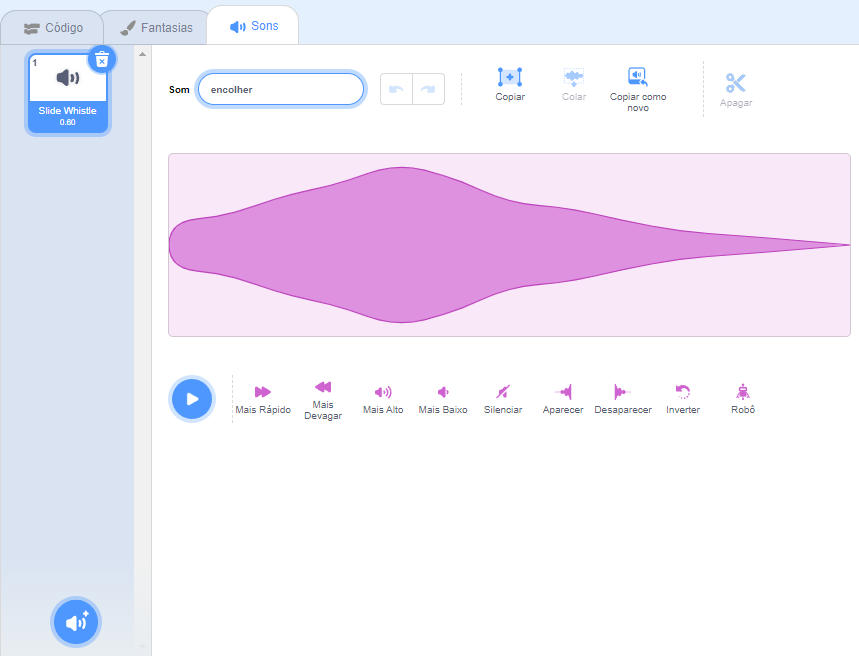 Código
Fantasias
Sons
1
Slide Whistle
0.60
Som
encolher
Copiar
Colar
Copiar como
novo
Apagar
Mais Rápido
Mais
Devagar
Mais Alto
Mais Baixo
Silenciar
Aparecer
Desaparecer
Inverter
Robô